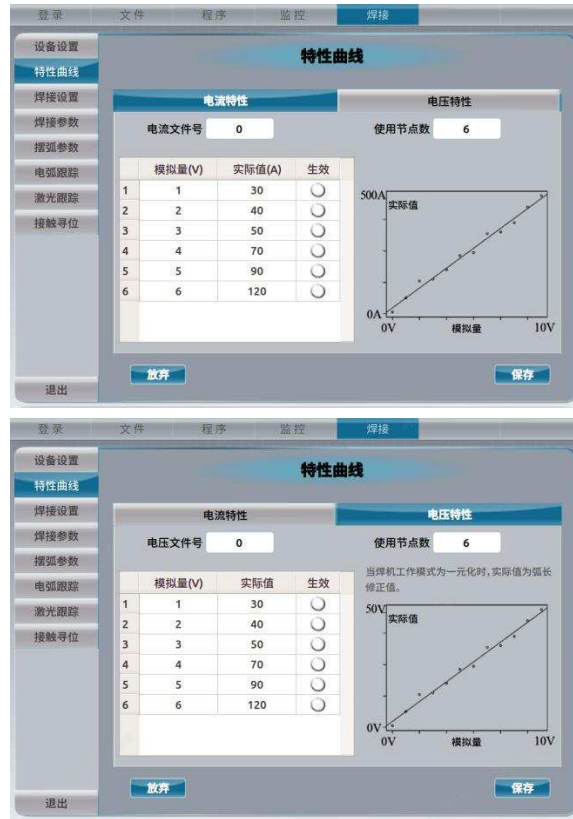 登录 文件 程序 监控 焊接
设备设置
特性曲线
焊接设置
焊接参数
摆弧参数
电弧跟踪
激光跟踪
接触寻位
退出
特性曲线
电流特性 电压特性
电流文件号 0 使用节点数 6
模拟量(V) 实际值(A) 生效
1 1 30
2 2 40
3 3 50
4 4 70
5 5 90
6 6 120
500A
实际值
0A
0V 模拟量 10V
放弃 保存
登录 文件 程序 监控 焊接
设备设置
特性曲线
焊接设置
焊接参数
摆弧参数
电弧跟踪
激光跟踪
接触寻位
退出
特性曲线
电流特性 电压特性
电压文件号 0 使用节点数 6
当焊机工作模式为一元化时,实际值为弧长
修正值。
模拟量(V) 实际值 生效
1 1 30
2 2 40
3 3 50
4 4 70
5 5 90
6 6 120
50V
实际值
0V
0V 模拟量 10V
放弃 保存